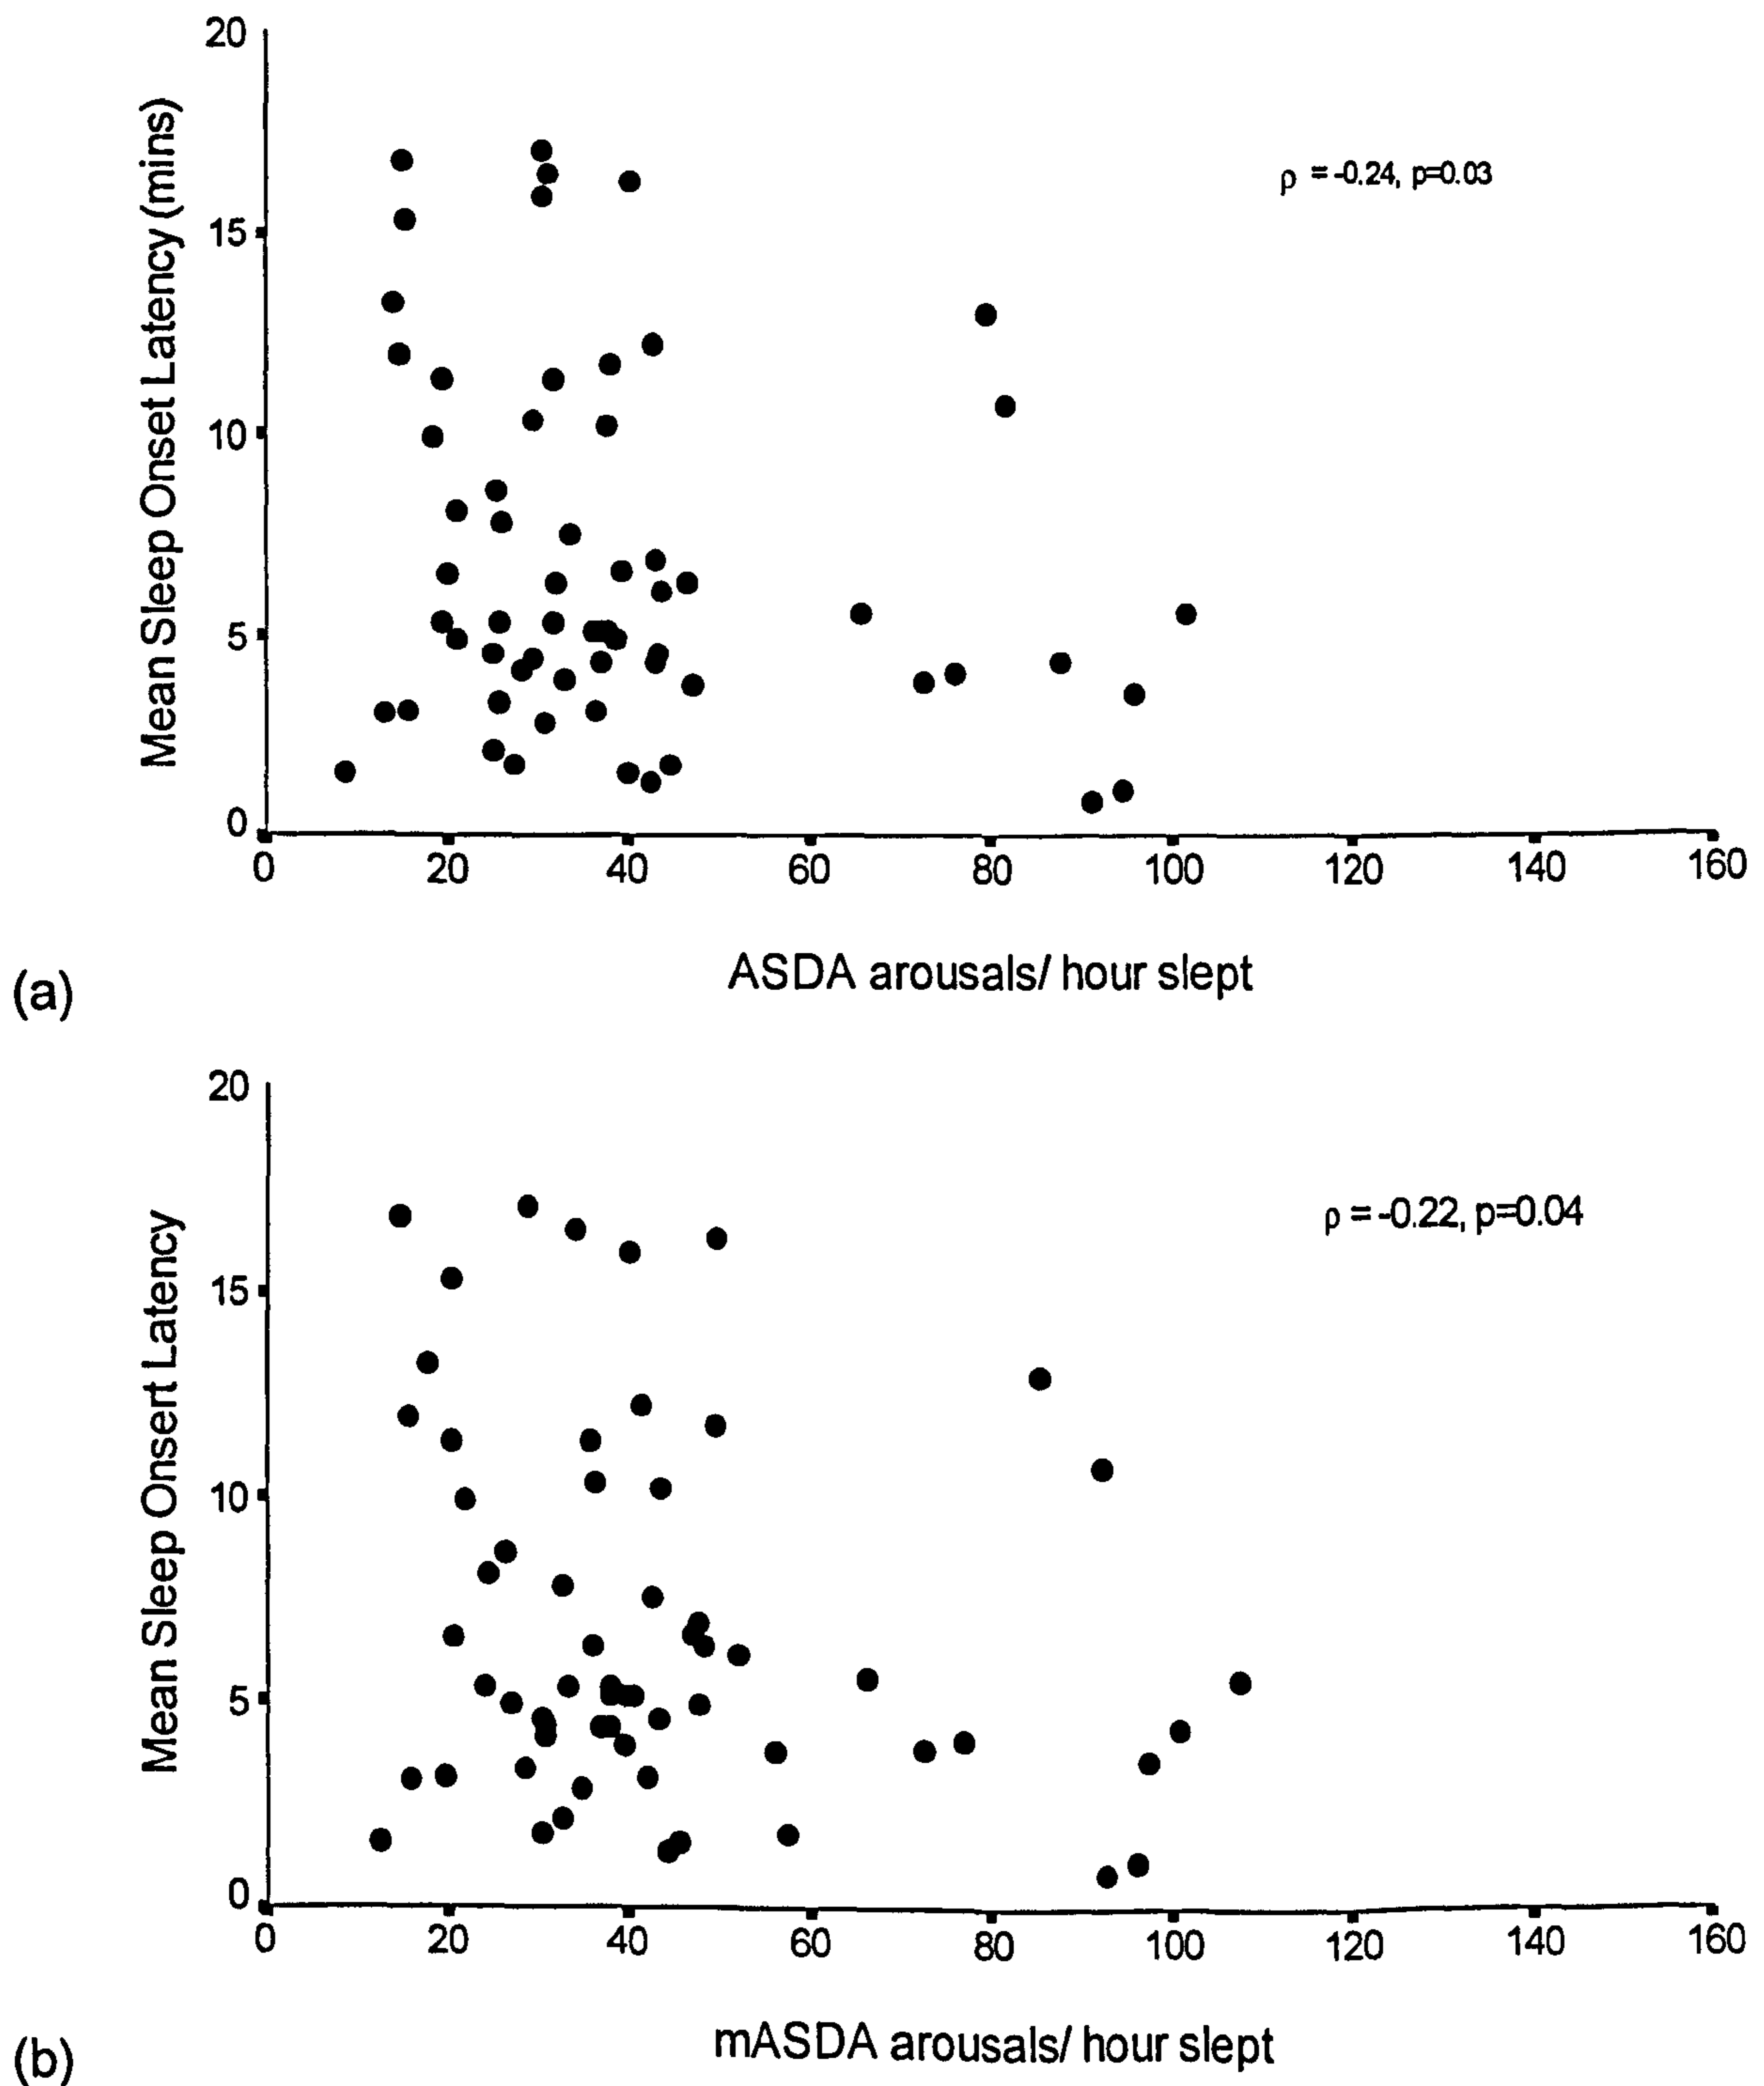 20
15
10
5
0
Mean Sleep Onset Latency (mins)
ρ =-0.24, p=0.03
0 20 40 60 80 100 120 140 160
ASDA arousals/ hour slept
(a)
20
15
10
5
0
Mean Sleep Onsert Latency
ρ =-0.22, p=0.04
0 20 40 60 80 100 120 140 160
mASDA arousals/ hour slept
(b)